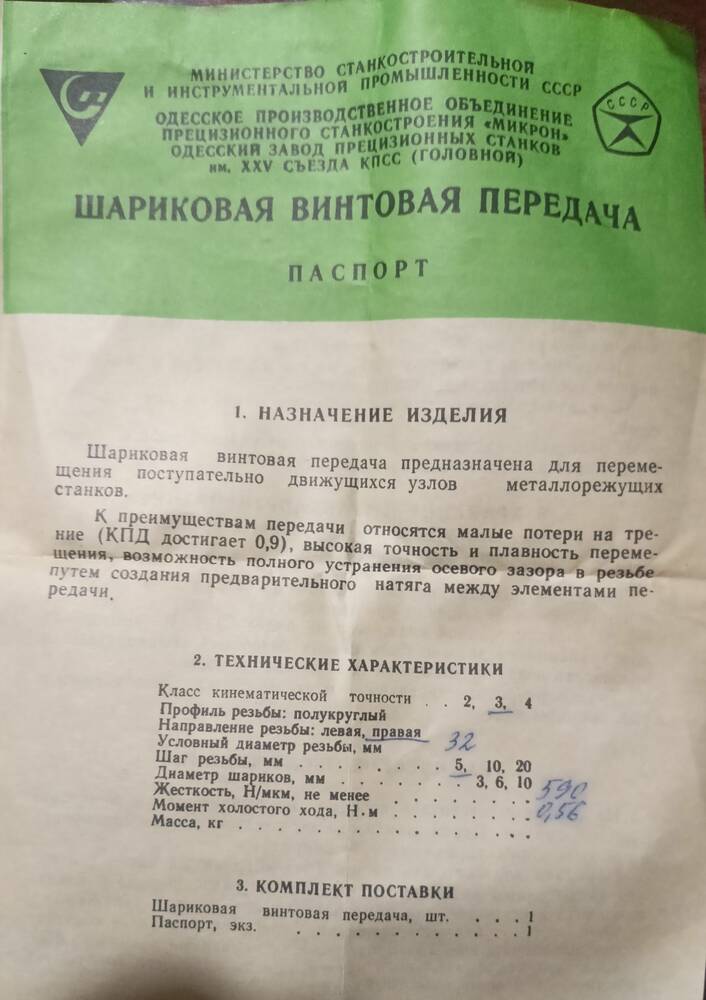 МИНИСТЕРСТВО СТАНКОСТРОИТЕЛЬНОЙ
И ИНСТРУМЕНТАЛЬНОЙ ПРОМЫШЛЕННОСТИ СССР
ОДЕССКОЕ ПРОИЗВОДСТВЕННОЕ ОБЪЕДИНЕНИЕ
ПРЕЦИЗИОННОГО СТАНКОСТРОЕНИЯ «МИКРОН»
ОДЕССКИЙ ЗАВОД ПРЕЦИЗИОННЫХ СТАНКОВ
им. XXV СЪЕЗДА КПСС (ГОЛОВНОЙ)
СССР
ШАРИКОВАЯ ВИНТОВАЯ ПЕРЕДАЧА
ПАСПОРТ
1. НАЗНАЧЕНИЕ ИЗДЕЛИЯ
Шариковая винтовая передача предназначена для переме-
щения поступательно движущихся узлов металлорежущих
станков.
К преимуществам передачи относятся малые потери на тре-
ние (КПД достигает 0,9), высокая точность и плавность переме-
щения, возможность полного устранения осевого зазора в резьбе
путем создания предварительного натяга между элементами пе-
редачи.
2. ТЕХНИЧЕСКИЕ ХАРАКТЕРИСТИКИ
Класс кинематической точности . . 2, 3, 4
Профиль резьбы: полукруглый
Направление резьбы: левая, правая
Условный диаметр резьбы, мм 32
Шаг резьбы, мм . . . . . . . . 5, 10, 20
Диаметр шариков, мм . . . . . . . 3, 6, 10
Жесткость, Н/мкм, не менее . . . . . . . 590
Момент холостого хода, Н·м . . . . . . . 0,56
Масса, кг . . . . . . . . . . . . . .
3. КОМПЛЕКТ ПОСТАВКИ
Шариковая винтовая передача, шт. . . . 1
Паспорт, экз. . . . . . . . . . . . . 1